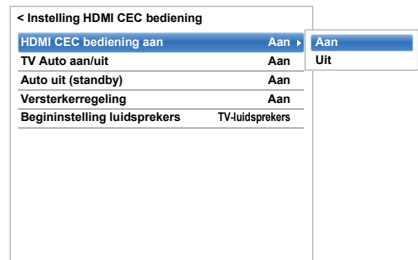 < Instelling HDMI CEC bediening
HDMI CEC bediening aan Aan Aan
TV Auto aan/uit Aan Uit
Auto uit (standby) Aan
Versterkerregeling Aan
Begininstelling luidsprekers TV-luidsprekers